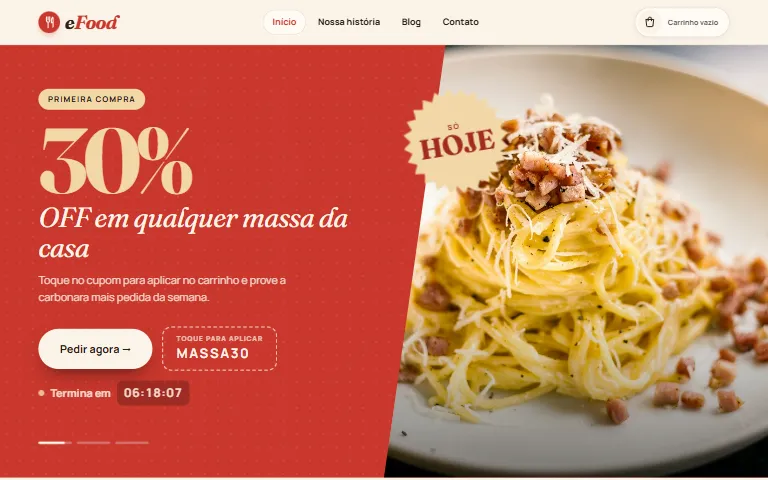 eFood
Início
Nossa história
Blog
Contato
Carrinho vazio
PRIMEIRA COMPRA
30%
OFF em qualquer massa da
casa
Toque no cupom para aplicar no carrinho e prove a
carbonara mais pedida da semana.
Pedir agora →
TOQUE PARA APLICAR
MASSA30
Termina em 06:18:07
SÓ
HOJE